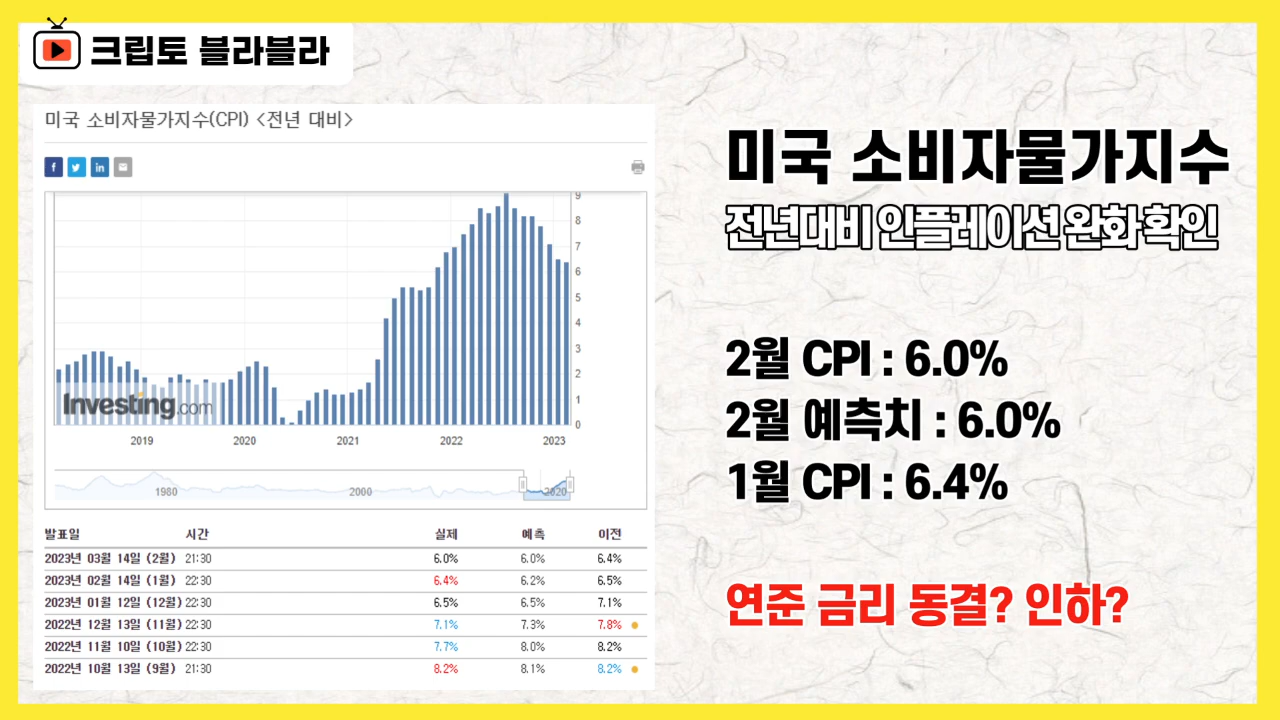 크립토 블라블라
미국 소비자물가지수(CPI) <전년 대비>
9
8
7
6
5
4
3
2
1
0
Investing.com
2019 2020 2021 2022 2023
1980 2000 2020
발표일 시간 실제 예측 이전
2023년 03월 14일 (2월) 21:30 6.0% 6.0% 6.4%
2023년 02월 14일 (1월) 22:30 6.4% 6.2% 6.5%
2023년 01월 12일 (12월) 22:30 6.5% 6.5% 7.1%
2022년 12월 13일 (11월) 22:30 7.1% 7.3% 7.8%
2022년 11월 10일 (10월) 22:30 7.7% 8.0% 8.2%
2022년 10월 13일 (9월) 21:30 8.2% 8.1% 8.2%
미국 소비자물가지수
전년대비 인플레이션 완화 확인
2월 CPI : 6.0%
2월 예측치 : 6.0%
1월 CPI : 6.4%
연준 금리 동결? 인하?